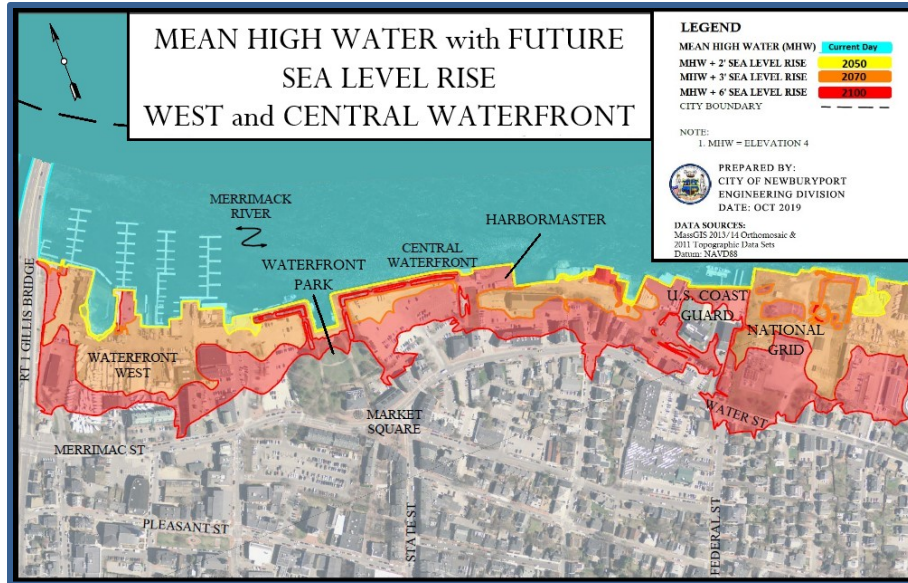 MEAN HIGH WATER with FUTURE
SEA LEVEL RISE
WEST and CENTRAL WATERFRONT
LEGEND
MEAN HIGH WATER (MHW) Current Day
MHW + 2' SEA LEVEL RISE 2050
MHW + 3' SEA LEVEL RISE 2070
MHW + 6' SEA LEVEL RISE 2100
CITY BOUNDARY
NOTE:
1. MHW = ELEVATION 4
PREPARED BY:
CITY OF NEWBURYPORT
ENGINEERING DIVISION
DATE: OCT 2019
DATA SOURCES:
MassGIS 2013/14 Orthomosaic &
2011 Topographic Data Sets
Datum: NAVD88
MERRIMACK
RIVER
HARBORMASTER
CENTRAL
WATERFRONT
WATERFRONT
PARK
U.S. COAST
GUARD
NATIONAL
GRID
RT 1 GILLIS BRIDGE
WATERFRONT
WEST
MARKET
SQUARE
WATER ST
MERRIMAC ST
PLEASANT ST
STATE ST
FEDERAL ST